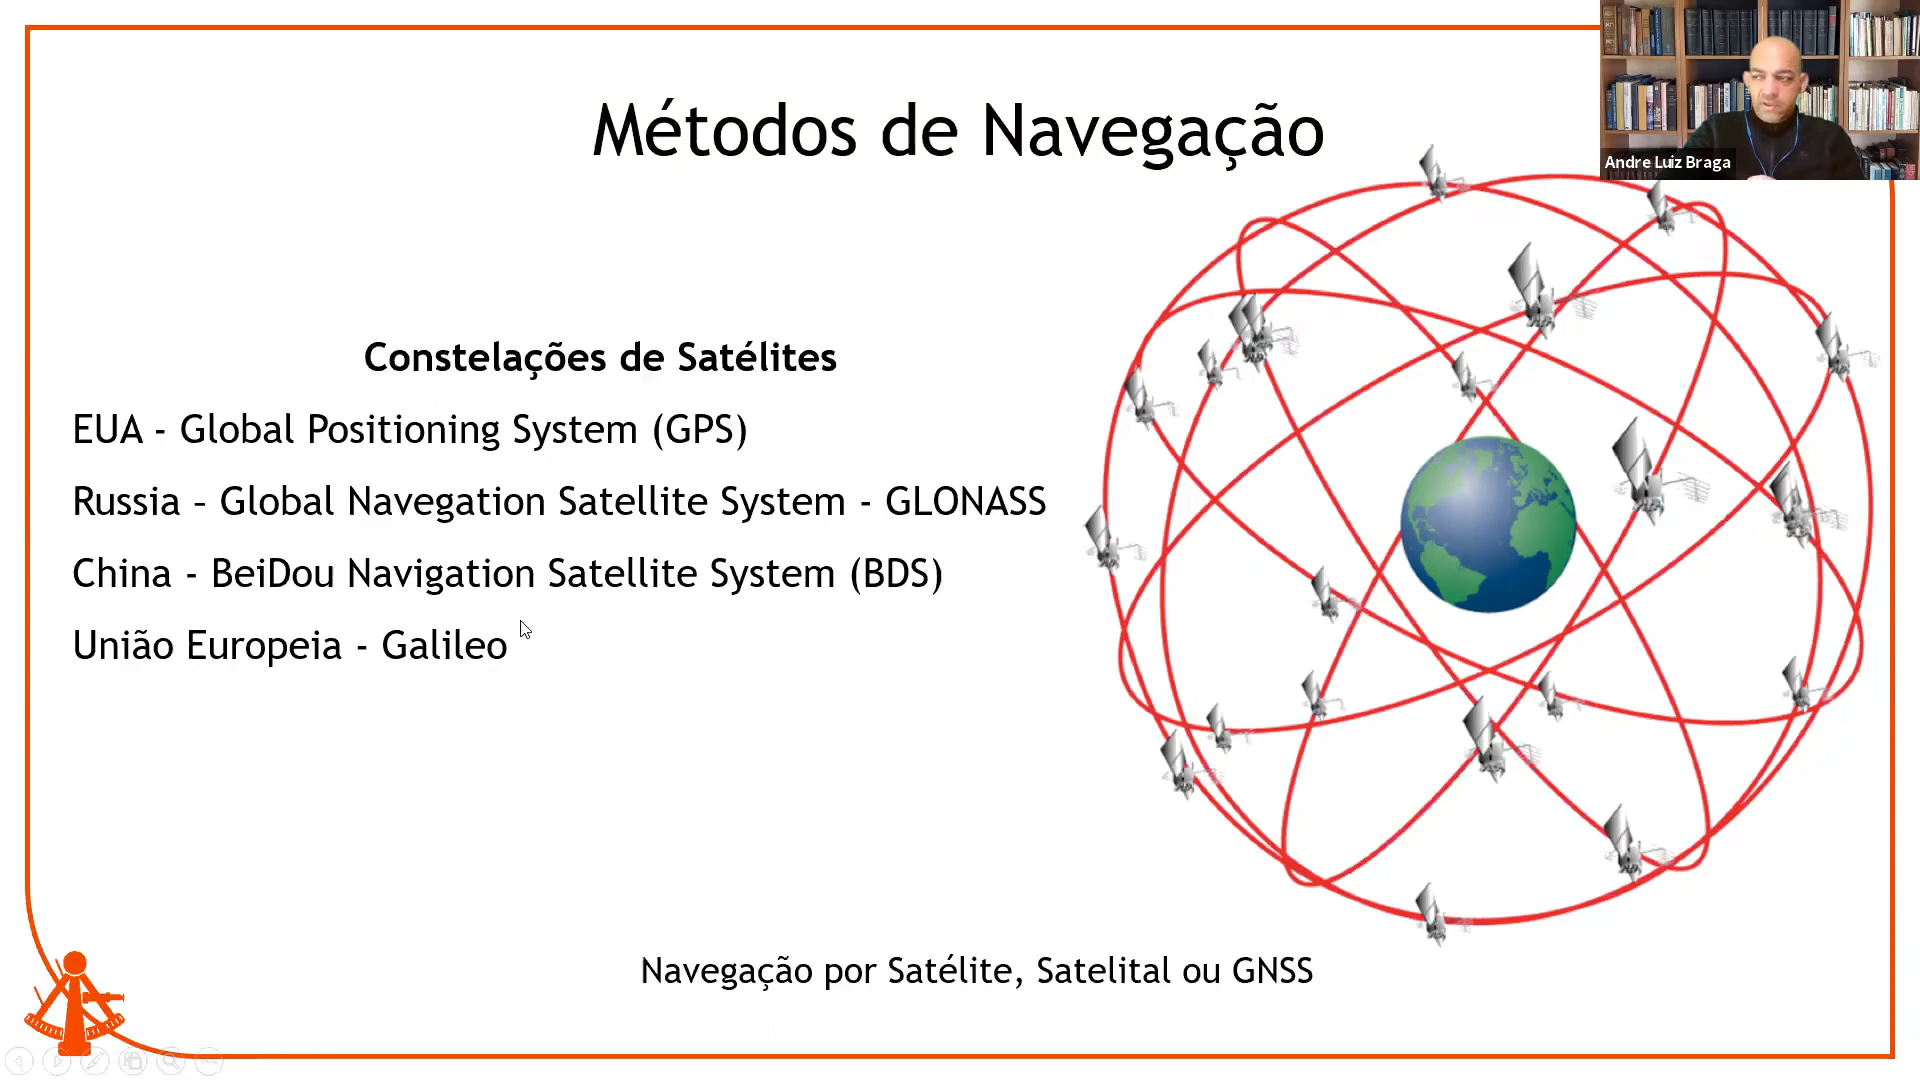 Métodos de Navegação
Andre Luiz Braga
Constelações de Satélites
EUA - Global Positioning System (GPS)
Russia – Global Navegation Satellite System - GLONASS
China - BeiDou Navigation Satellite System (BDS)
União Europeia - Galileo
Navegação por Satélite, Satelital ou GNSS